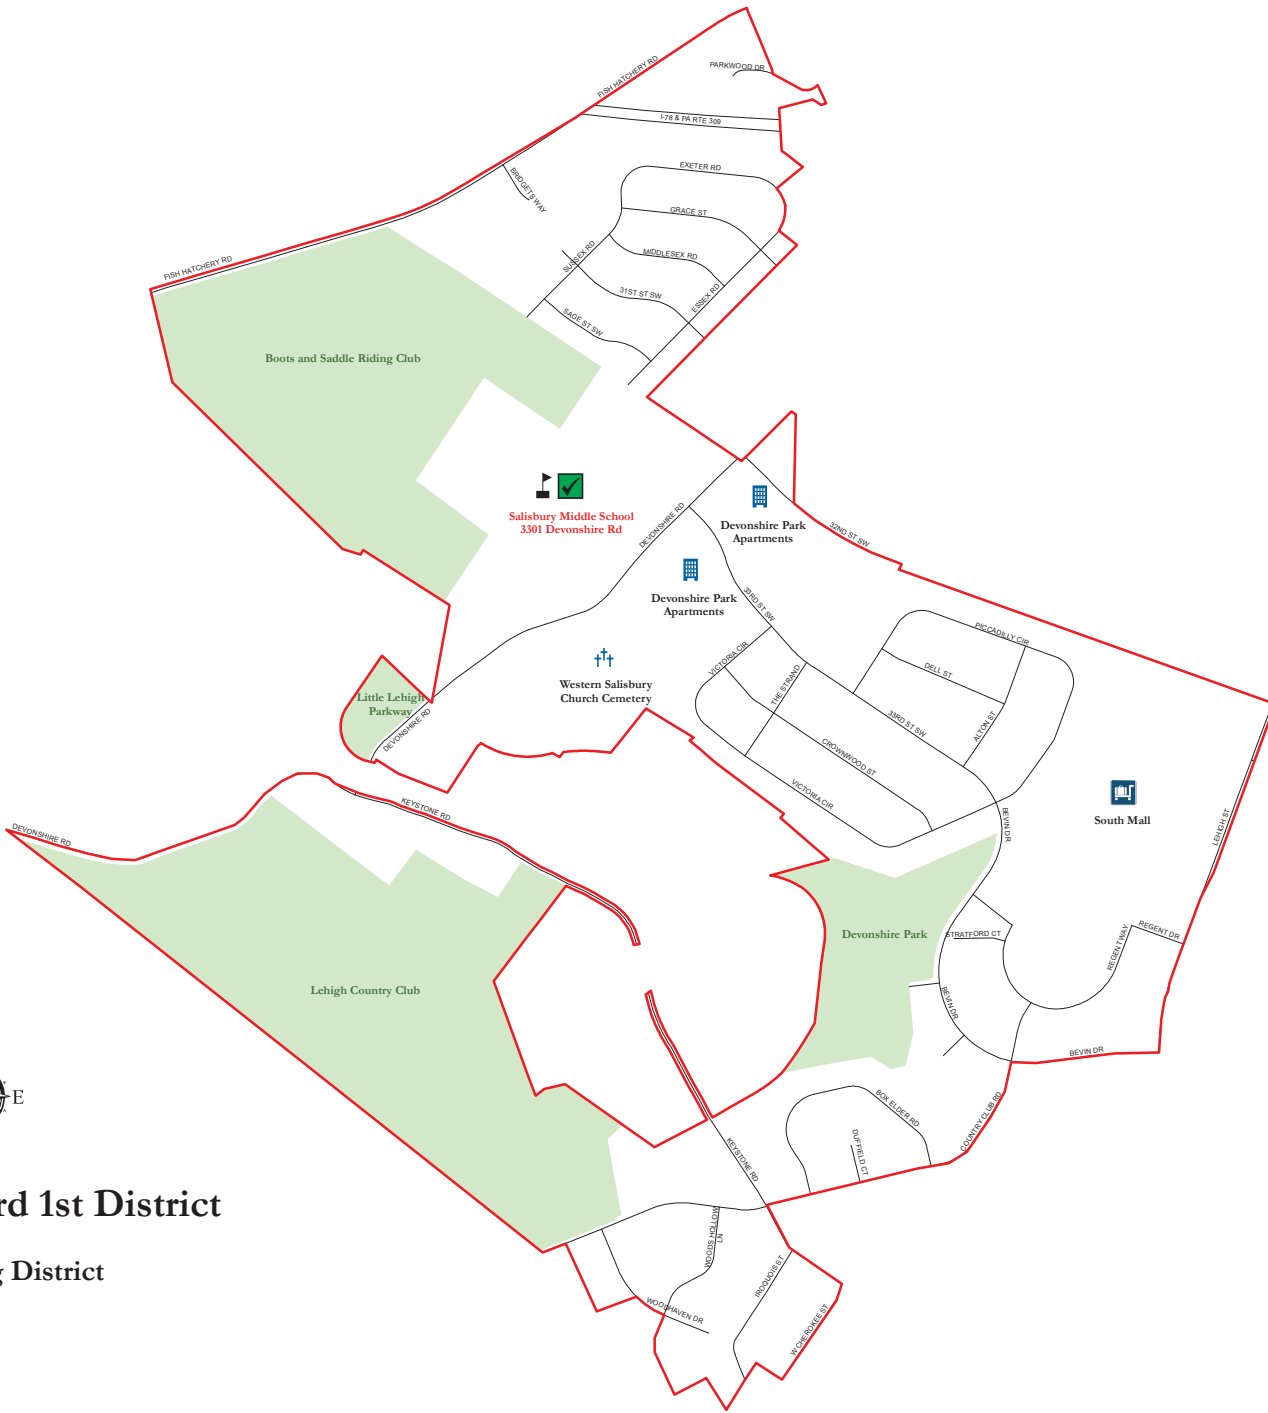 FISH HATCHERY RD
PARKWOOD DR
I-78 & PA RTE 309
EXETER RD
BRIDGETS WAY
GRACE ST
SUSSEX RD
MIDDLESEX RD
FISH HATCHERY RD
31ST ST SW
ESSEX RD
SAGE ST SW
Boots and Saddle Riding Club
Salisbury Middle School
3301 Devonshire Rd
DEVONSHIRE RD
Devonshire Park
Apartments
32ND ST SW
Devonshire Park
Apartments
33RD ST SW
PICCADILLY CIR
VICTORIA CIR
DELL ST
THE STRAND
Western Salisbury
Church Cemetery
Little Lehigh
Parkway
DEVONSHIRE RD
33RD ST SW
ALTON ST
CROWNWOOD ST
VICTORIA CIR
South Mall
BEVIN DR
LEHIGH ST
KEYSTONE RD
DEVONSHIRE RD
Devonshire Park
STRATFORD CT
REGENT WAY
REGENT DR
Lehigh Country Club
BEVIN DR
BEVIN DR
E
BOX ELDER RD
COUNTRY CLUB RD
DUFFIELD CT
KEYSTONE RD
rd 1st District
WOODS HOLLOW
LN
g District
IROQUOIS ST
WOODHAVEN DR
W CHEROKEE ST